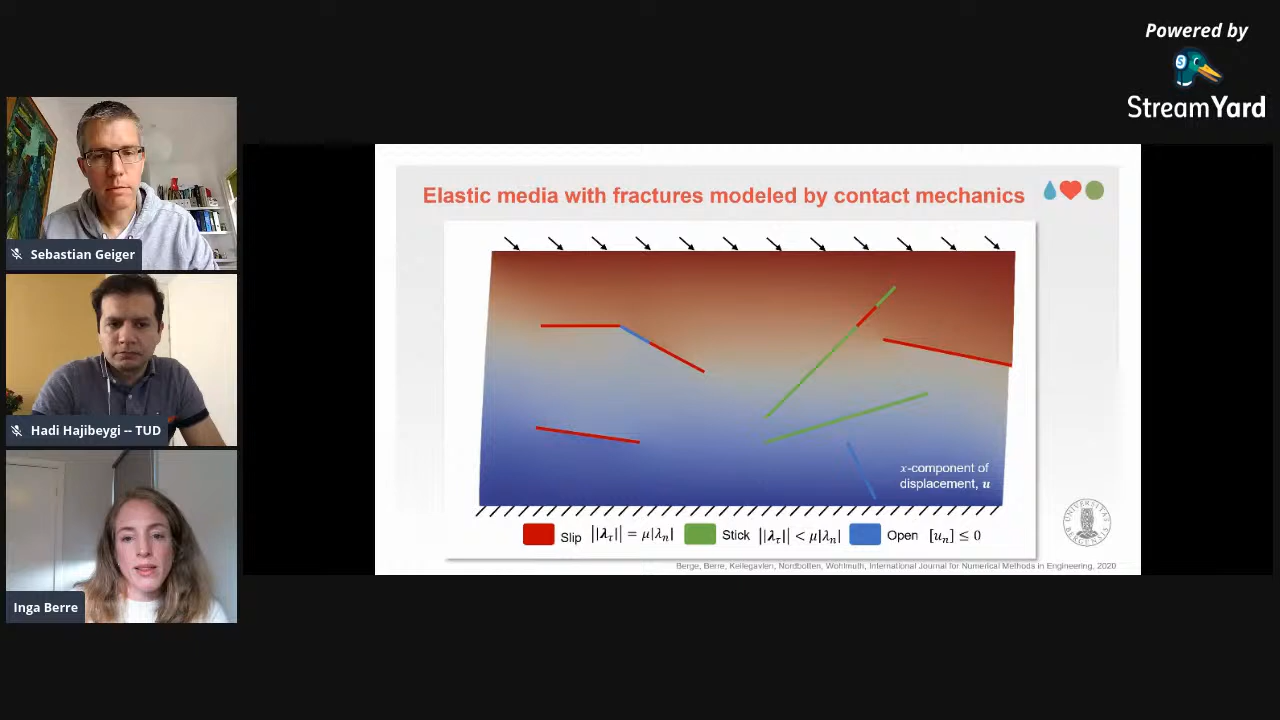 Powered by
StreamYard
Sebastian Geiger
Hadi Hajibeygi -- TUD
Inga Berre
Elastic media with fractures modeled by contact mechanics
x-component of
displacement, u
Slip ||λτ|| = μ|λn| Stick ||λτ|| < μ|λn| Open [un] ≤ 0
UNIVERSITAS
BERGENSIS
Berge, Berre, Keilegavlen, Nordbotten, Wohlmuth, International Journal for Numerical Methods in Engineering, 2020